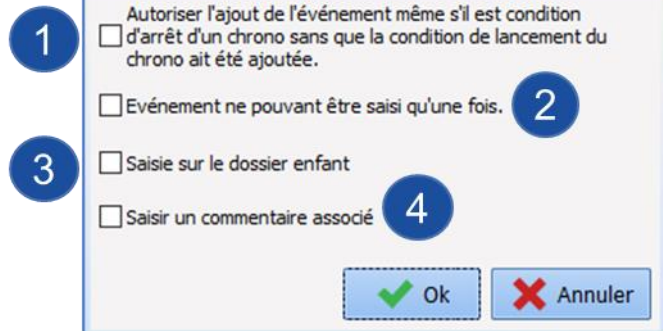 Autoriser l'ajout de l'événement même s'il est condition
1 d'arrêt d'un chrono sans que la condition de lancement du
chrono ait été ajoutée.
Evénement ne pouvant être saisi qu'une fois. 2
3 Saisie sur le dossier enfant
Saisir un commentaire associé 4
Ok Annuler